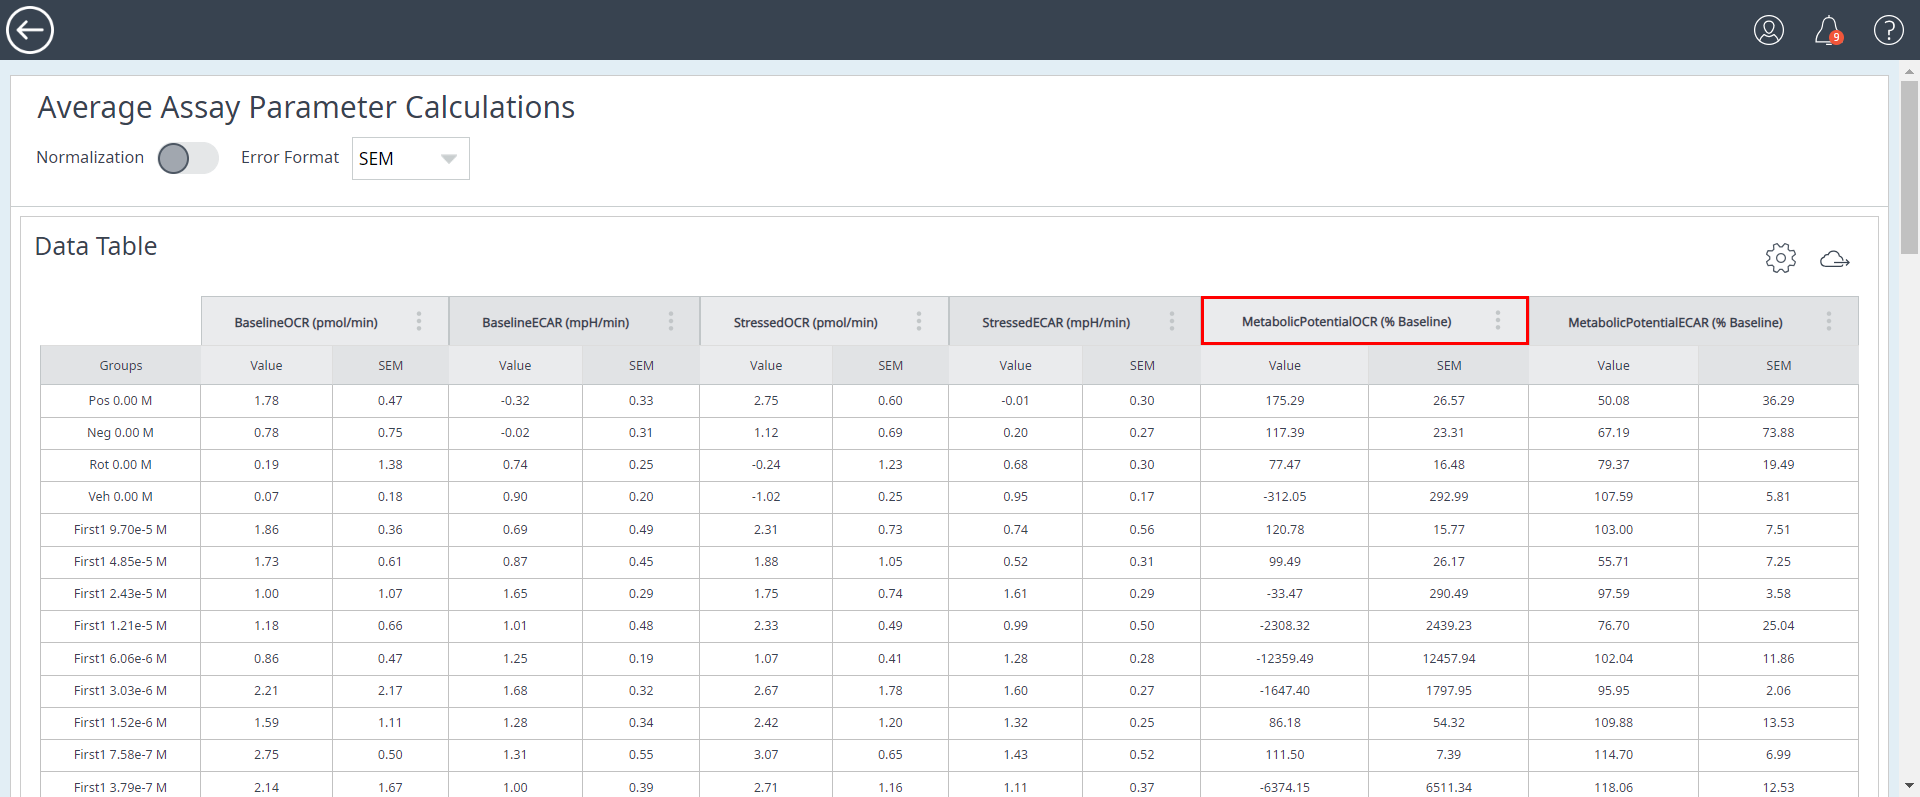 9
Average Assay Parameter Calculations
Normalization Error Format SEM
Data Table
BaselineOCR (pmol/min) BaselineECAR (mpH/min) StressedOCR (pmol/min) StressedECAR (mpH/min) MetabolicPotentialOCR (% Baseline) MetabolicPotentialECAR (% Baseline)
Groups Value SEM Value SEM Value SEM Value SEM Value SEM Value SEM
Pos 0.00 M 1.78 0.47 -0.32 0.33 2.75 0.60 -0.01 0.30 175.29 26.57 50.08 36.29
Neg 0.00 M 0.78 0.75 -0.02 0.31 1.12 0.69 0.20 0.27 117.39 23.31 67.19 73.88
Rot 0.00 M 0.19 1.38 0.74 0.25 -0.24 1.23 0.68 0.30 77.47 16.48 79.37 19.49
Veh 0.00 M 0.07 0.18 0.90 0.20 -1.02 0.25 0.95 0.17 -312.05 292.99 107.59 5.81
First1 9.70e-5 M 1.86 0.36 0.69 0.49 2.31 0.73 0.74 0.56 120.78 15.77 103.00 7.51
First1 4.85e-5 M 1.73 0.61 0.87 0.45 1.88 1.05 0.52 0.31 99.49 26.17 55.71 7.25
First1 2.43e-5 M 1.00 1.07 1.65 0.29 1.75 0.74 1.61 0.29 -33.47 290.49 97.59 3.58
First1 1.21e-5 M 1.18 0.66 1.01 0.48 2.33 0.49 0.99 0.50 -2308.32 2439.23 76.70 25.04
First1 6.06e-6 M 0.86 0.47 1.25 0.19 1.07 0.41 1.28 0.28 -12359.49 12457.94 102.04 11.86
First1 3.03e-6 M 2.21 2.17 1.68 0.32 2.67 1.78 1.60 0.27 -1647.40 1797.95 95.95 2.06
First1 1.52e-6 M 1.59 1.11 1.28 0.34 2.42 1.20 1.32 0.25 86.18 54.32 109.88 13.53
First1 7.58e-7 M 2.75 0.50 1.31 0.55 3.07 0.65 1.43 0.52 111.50 7.39 114.70 6.99
First1 3.79e-7 M 2.14 1.67 1.00 0.39 2.71 1.16 1.11 0.37 -6374.15 6511.34 118.06 12.53